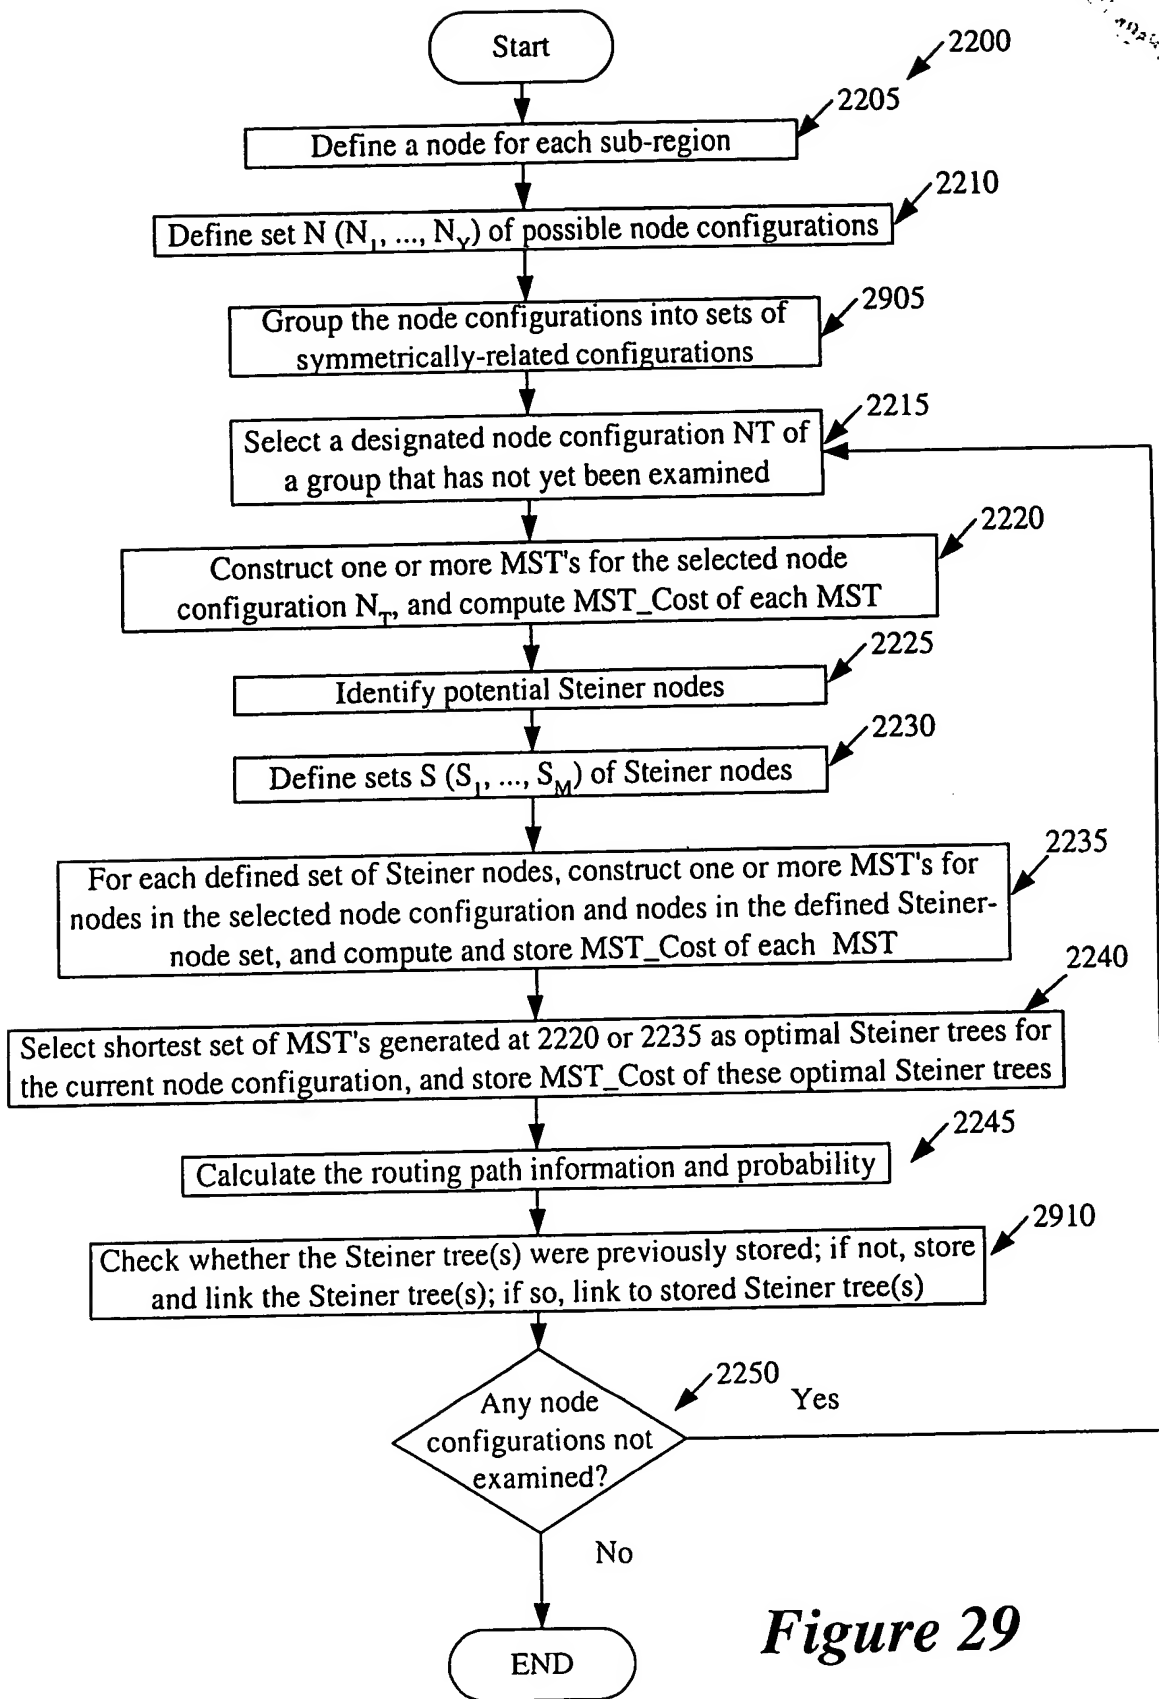 Start
2200
2205
Define a node for each sub-region
2210
Define set N (N₁, ..., N_Y) of possible node configurations
2905
Group the node configurations into sets of
symmetrically-related configurations
2215
Select a designated node configuration NT of
a group that has not yet been examined
2220
Construct one or more MST's for the selected node
configuration N_T, and compute MST_Cost of each MST
2225
Identify potential Steiner nodes
2230
Define sets S (S₁, ..., S_M) of Steiner nodes
2235
For each defined set of Steiner nodes, construct one or more MST's for
nodes in the selected node configuration and nodes in the defined Steiner-
node set, and compute and store MST_Cost of each MST
2240
Select shortest set of MST's generated at 2220 or 2235 as optimal Steiner trees for
the current node configuration, and store MST_Cost of these optimal Steiner trees
2245
Calculate the routing path information and probability
2910
Check whether the Steiner tree(s) were previously stored; if not, store
and link the Steiner tree(s); if so, link to stored Steiner tree(s)
2250
Yes
Any node
configurations not
examined?
No
END
Figure 29